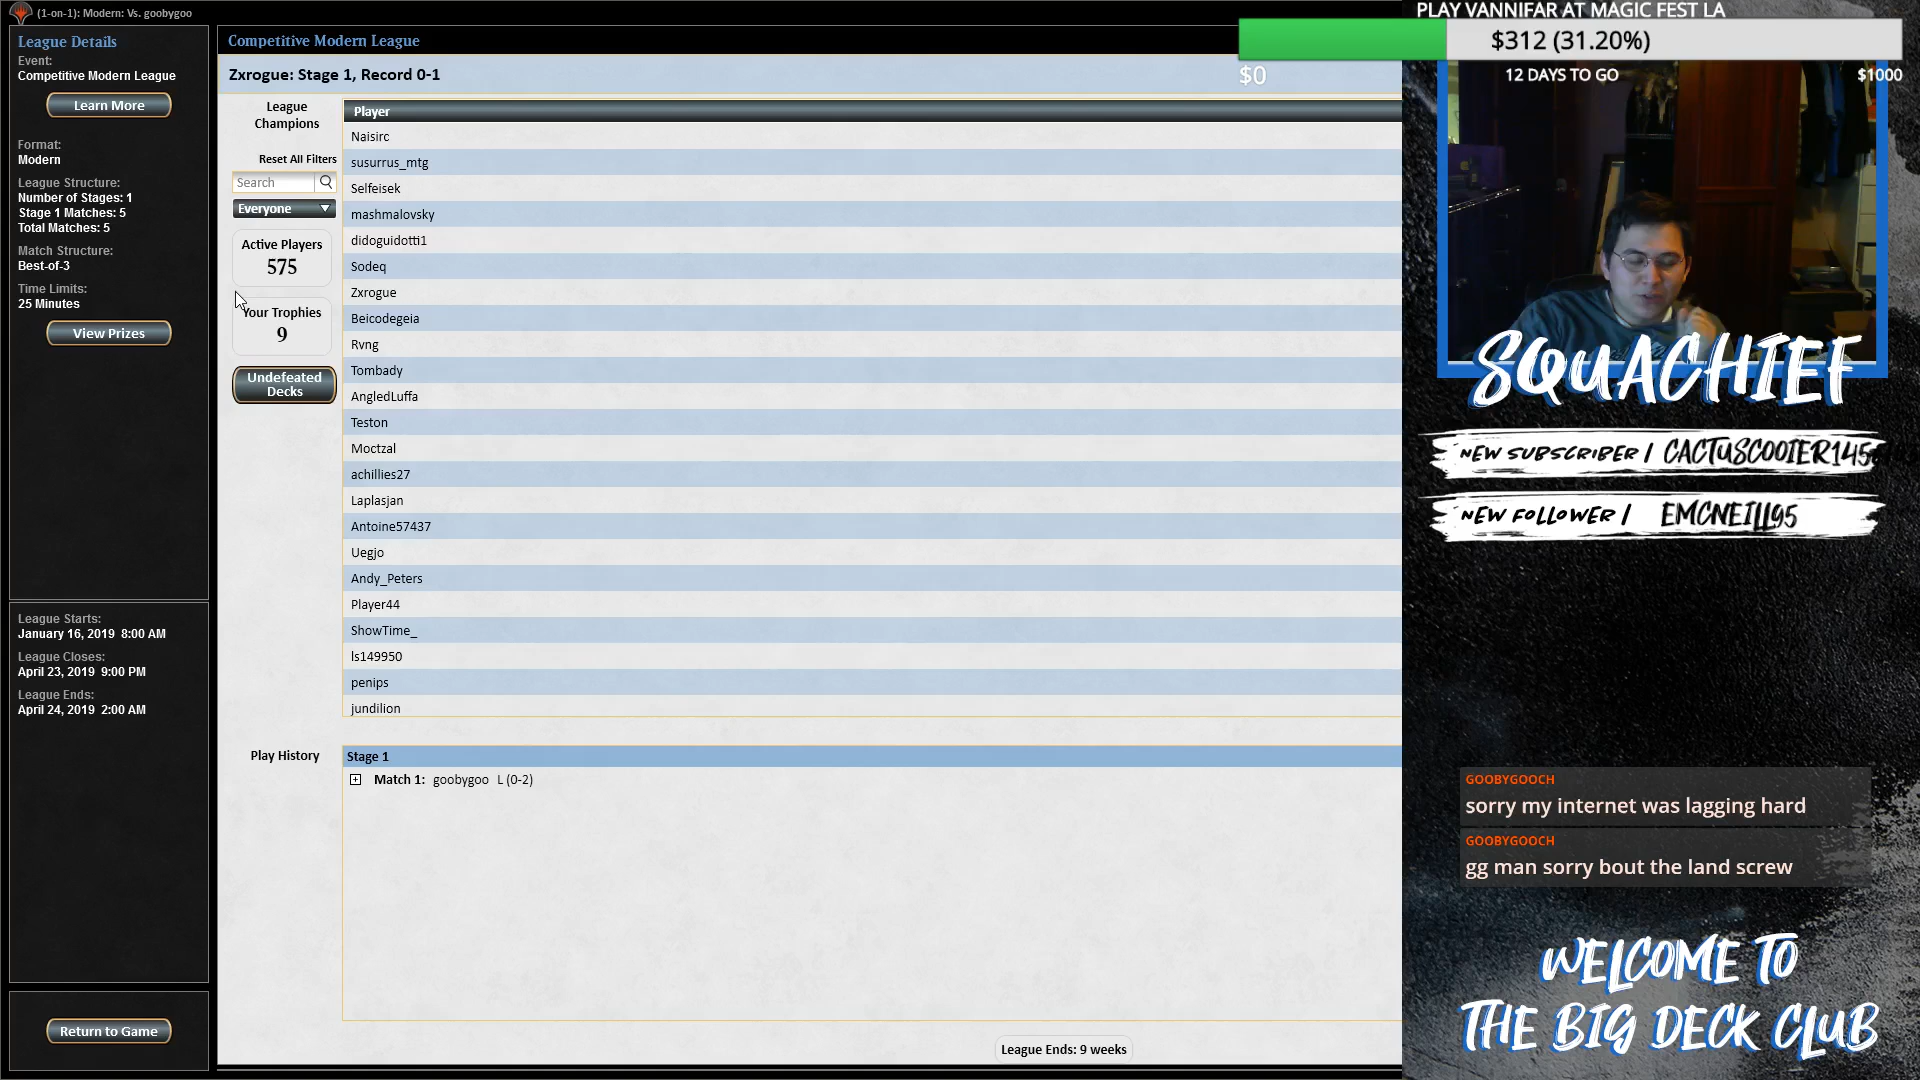 (1-on-1): Modern: Vs. goobygoo
League Details
Event:
Competitive Modern League
Learn More
Format:
Modern
League Structure:
Number of Stages: 1
Stage 1 Matches: 5
Total Matches: 5
Match Structure:
Best-of-3
Time Limits:
25 Minutes
View Prizes
League Starts:
January 16, 2019 8:00 AM
League Closes:
April 23, 2019 9:00 PM
League Ends:
April 24, 2019 2:00 AM
Return to Game
Competitive Modern League
Zxrogue: Stage 1, Record 0-1
League
Champions
Reset All Filters
Search
Everyone
Active Players
575
Your Trophies
9
Undefeated
Decks
Player
Naisirc
susurrus_mtg
Selfeisek
mashmalovsky
didoguidotti1
Sodeq
Zxrogue
Beicodegeia
Rvng
Tombady
AngledLuffa
Teston
Moctzal
achillies27
Laplasjan
Antoine57437
Uegjo
Andy_Peters
Player44
ShowTime_
ls149950
penips
jundilion
Play History
Stage 1
Match 1: goobygoo L (0-2)
League Ends: 9 weeks
PLAY VANNIFAR AT MAGIC FEST LA
$312 (31.20%)
$0
12 DAYS TO GO
$1000
SQUACHIEF
NEW SUBSCRIBER / CACTUSCOOTER145
NEW FOLLOWER / EMCNEILL95
GOOBYGOOCH
sorry my internet was lagging hard
GOOBYGOOCH
gg man sorry bout the land screw
WELCOME TO
THE BIG DECK CLUB